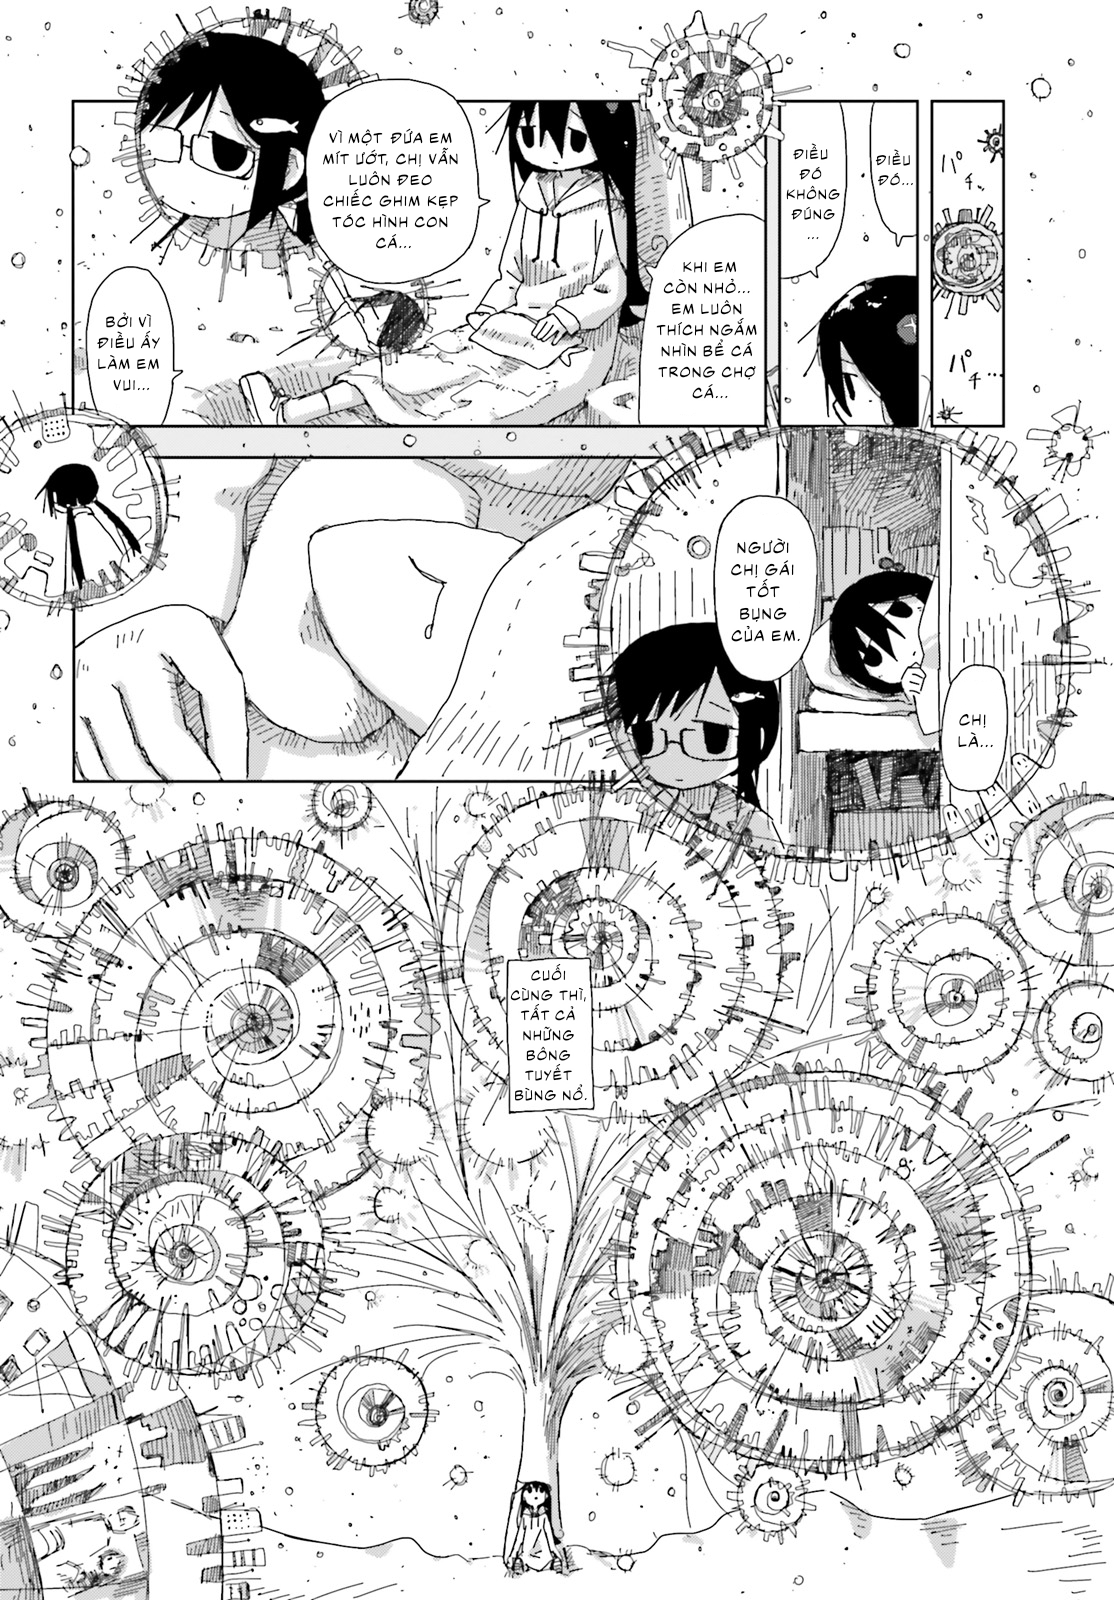 パ
チ...
パ
チ...
ĐIỀU
ĐÓ...
ĐIỀU
ĐÓ
KHÔNG
ĐÚNG
...
KHI EM
CÒN NHỎ...
EM LUÔN
THÍCH NGẮM
NHÌN BỂ CÁ
TRONG CHỢ
CÁ...
VÌ MỘT ĐỨA EM
MÍT ƯỚT, CHỊ VẪN
LUÔN ĐEO
CHIẾC GHIM KẸP
TÓC HÌNH CON
CÁ...
BỞI VÌ
ĐIỀU ẤY
LÀM EM
VUI...
CHỊ
LÀ...
NGƯỜI
CHỊ GÁI
TỐT
BỤNG
CỦA EM.
CUỐI
CÙNG THÌ,
TẤT CẢ
NHỮNG
BÔNG
TUYẾT
BÙNG NỔ.